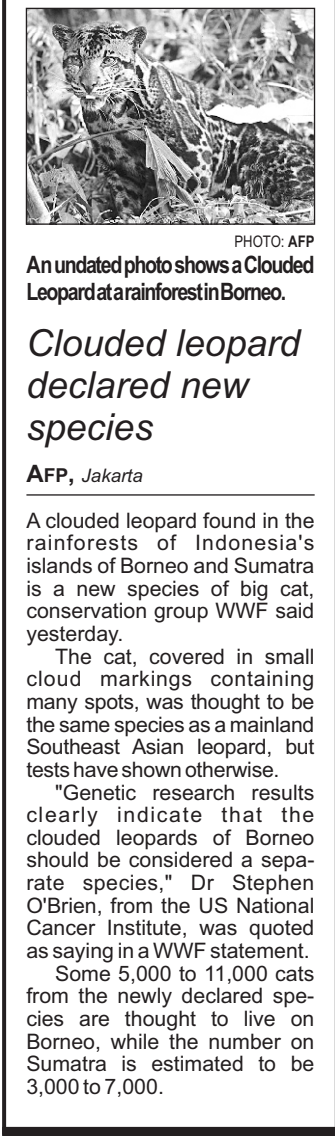 PHOTO: AFP
An undated photo shows a Clouded
Leopard at a rainforest in Borneo.
Clouded leopard
declared new
species
AFP, Jakarta
A clouded leopard found in the
rainforests of Indonesia's
islands of Borneo and Sumatra
is a new species of big cat,
conservation group WWF said
yesterday.
The cat, covered in small
cloud markings containing
many spots, was thought to be
the same species as a mainland
Southeast Asian leopard, but
tests have shown otherwise.
"Genetic research results
clearly indicate that the
clouded leopards of Borneo
should be considered a sepa-
rate species," Dr Stephen
O'Brien, from the US National
Cancer Institute, was quoted
as saying in a WWF statement.
Some 5,000 to 11,000 cats
from the newly declared spe-
cies are thought to live on
Borneo, while the number on
Sumatra is estimated to be
3,000 to 7,000.